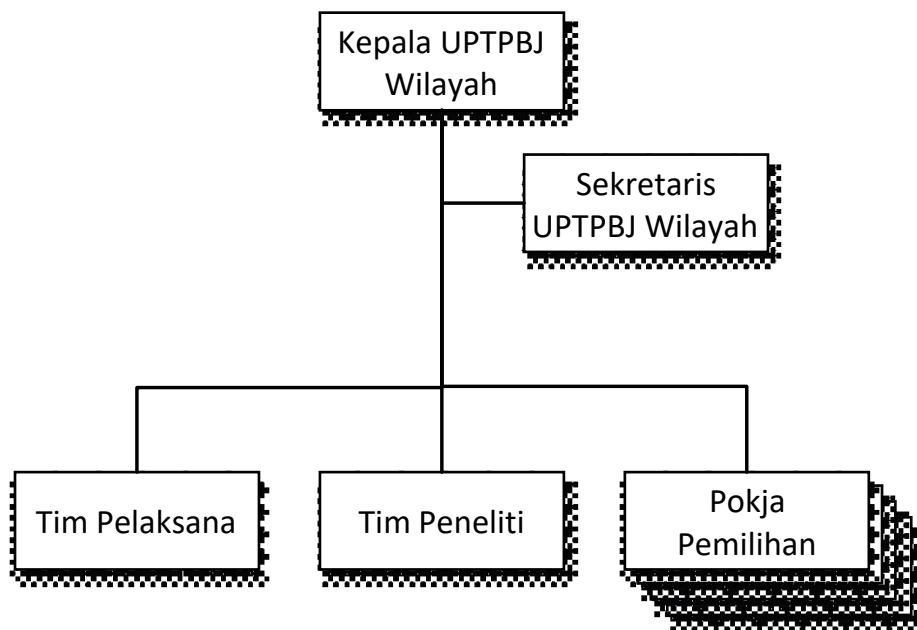 Kepala UPTPBJ
Wilayah
Sekretaris
UPTPBJ Wilayah
Tim Pelaksana
Tim Peneliti
Pokja
Pemilihan